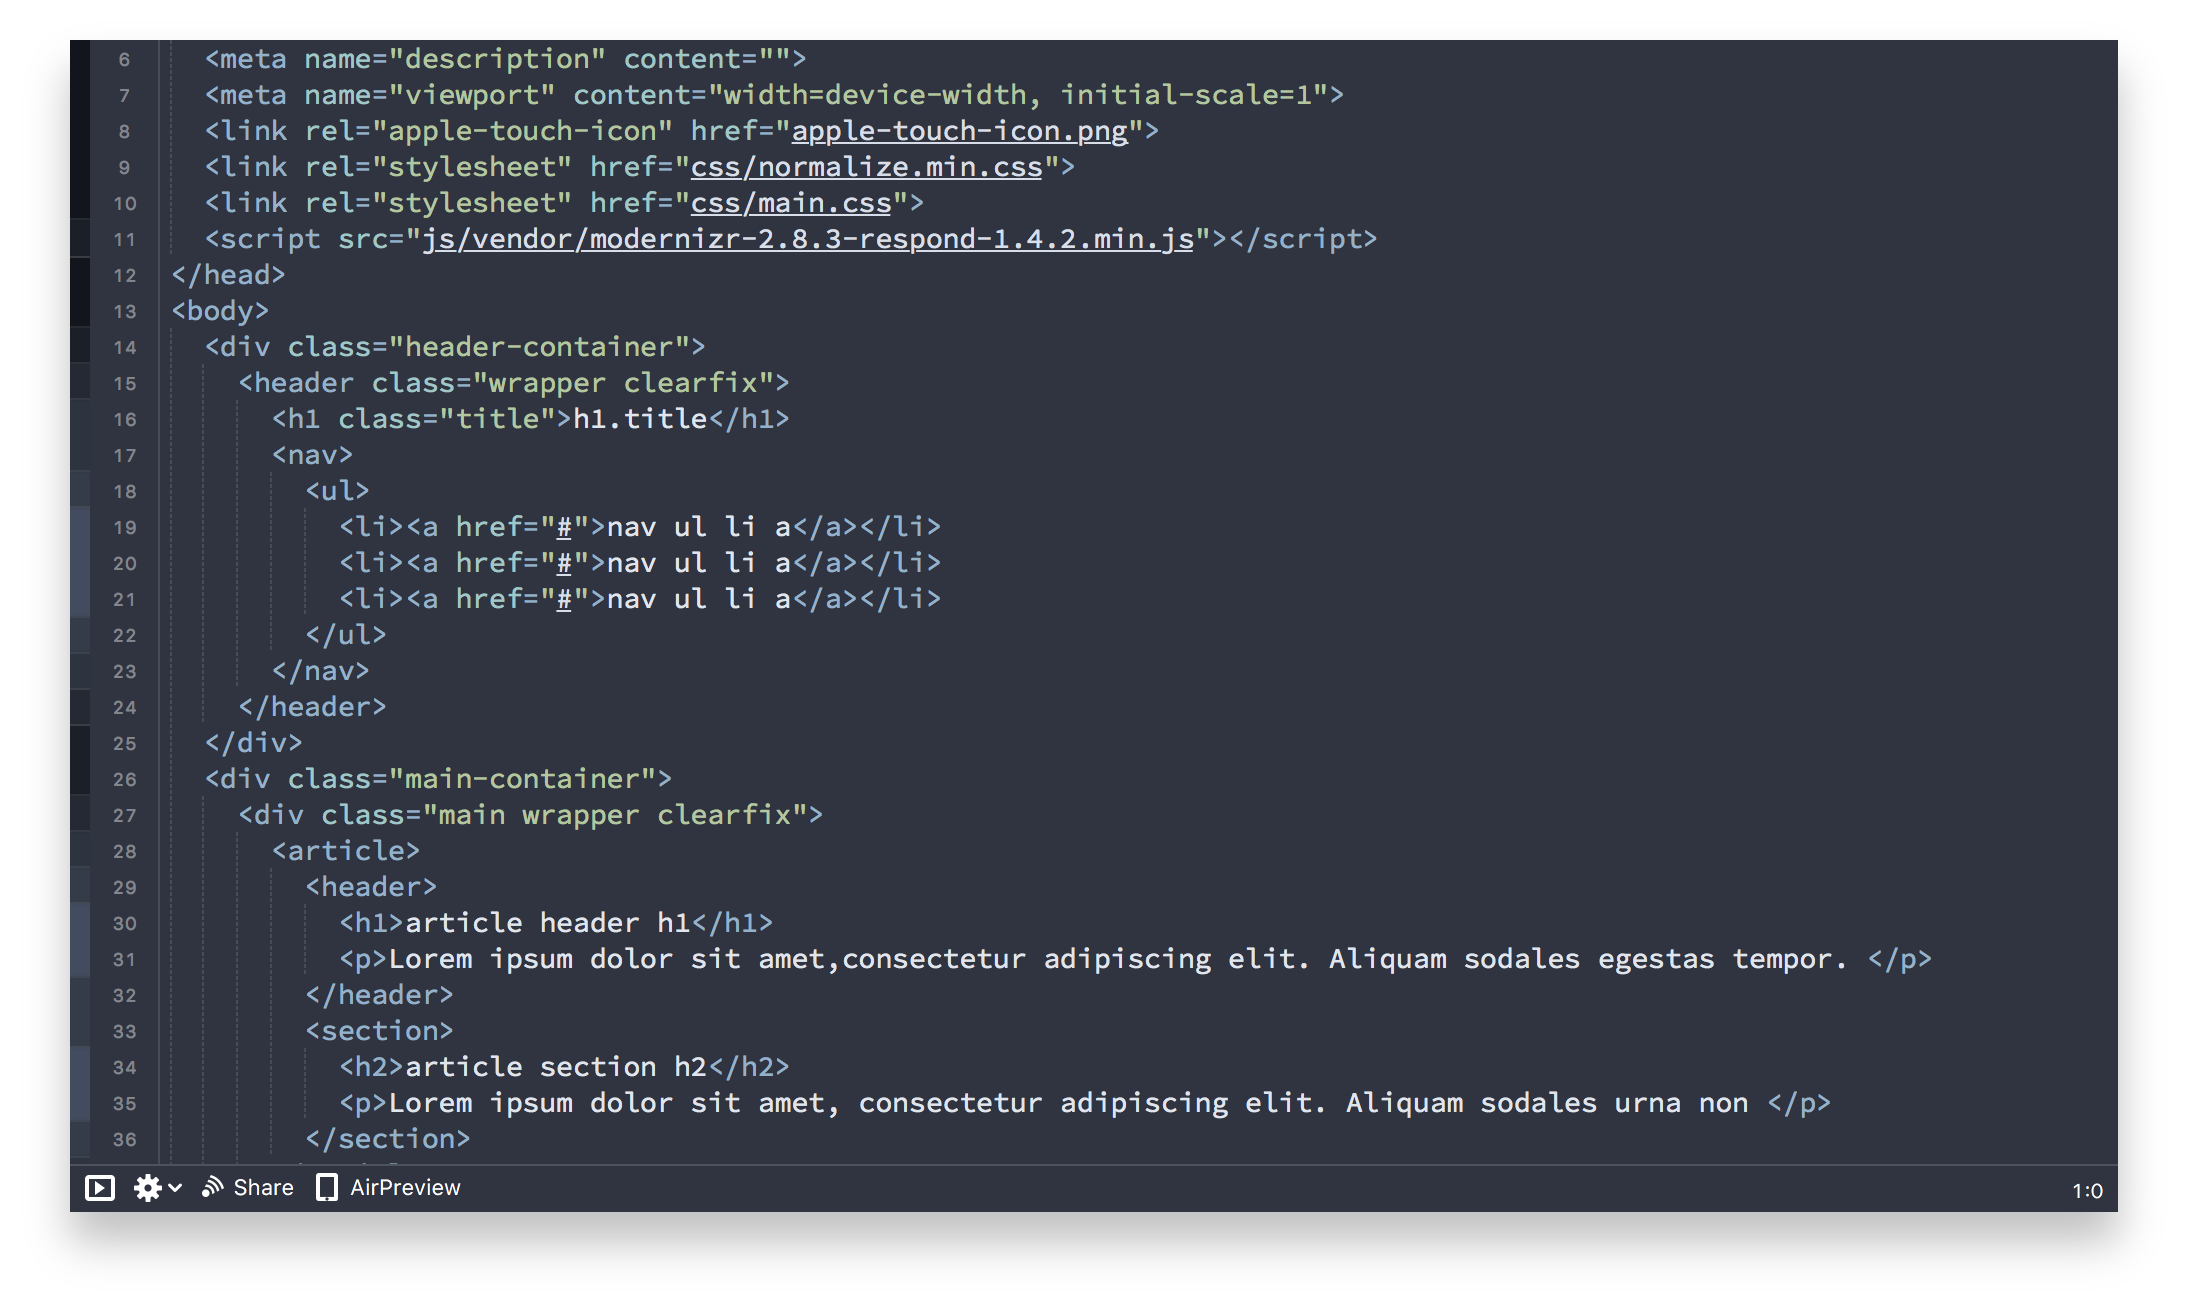 6 <meta name="description" content="">
7 <meta name="viewport" content="width=device-width, initial-scale=1">
8 <link rel="apple-touch-icon" href="apple-touch-icon.png">
9 <link rel="stylesheet" href="css/normalize.min.css">
10 <link rel="stylesheet" href="css/main.css">
11 <script src="js/vendor/modernizr-2.8.3-respond-1.4.2.min.js"></script>
12 </head>
13 <body>
14 <div class="header-container">
15 <header class="wrapper clearfix">
16 <h1 class="title">h1.title</h1>
17 <nav>
18 <ul>
19 <li><a href="#">nav ul li a</a></li>
20 <li><a href="#">nav ul li a</a></li>
21 <li><a href="#">nav ul li a</a></li>
22 </ul>
23 </nav>
24 </header>
25 </div>
26 <div class="main-container">
27 <div class="main wrapper clearfix">
28 <article>
29 <header>
30 <h1>article header h1</h1>
31 <p>Lorem ipsum dolor sit amet,consectetur adipiscing elit. Aliquam sodales egestas tempor. </p>
32 </header>
33 <section>
34 <h2>article section h2</h2>
35 <p>Lorem ipsum dolor sit amet, consectetur adipiscing elit. Aliquam sodales urna non </p>
36 </section>
Share AirPreview 1:0